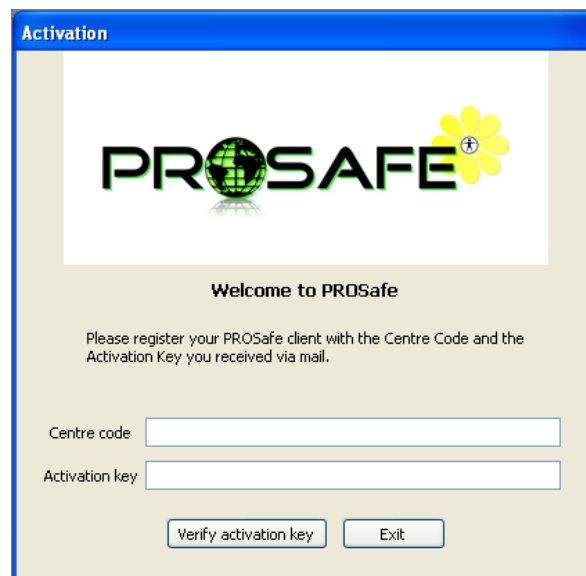 Activation
PROSAFE
Welcome to PROSafe
Please register your PROSafe client with the Centre Code and the
Activation Key you received via mail.
Centre code
Activation key
Verify activation key Exit